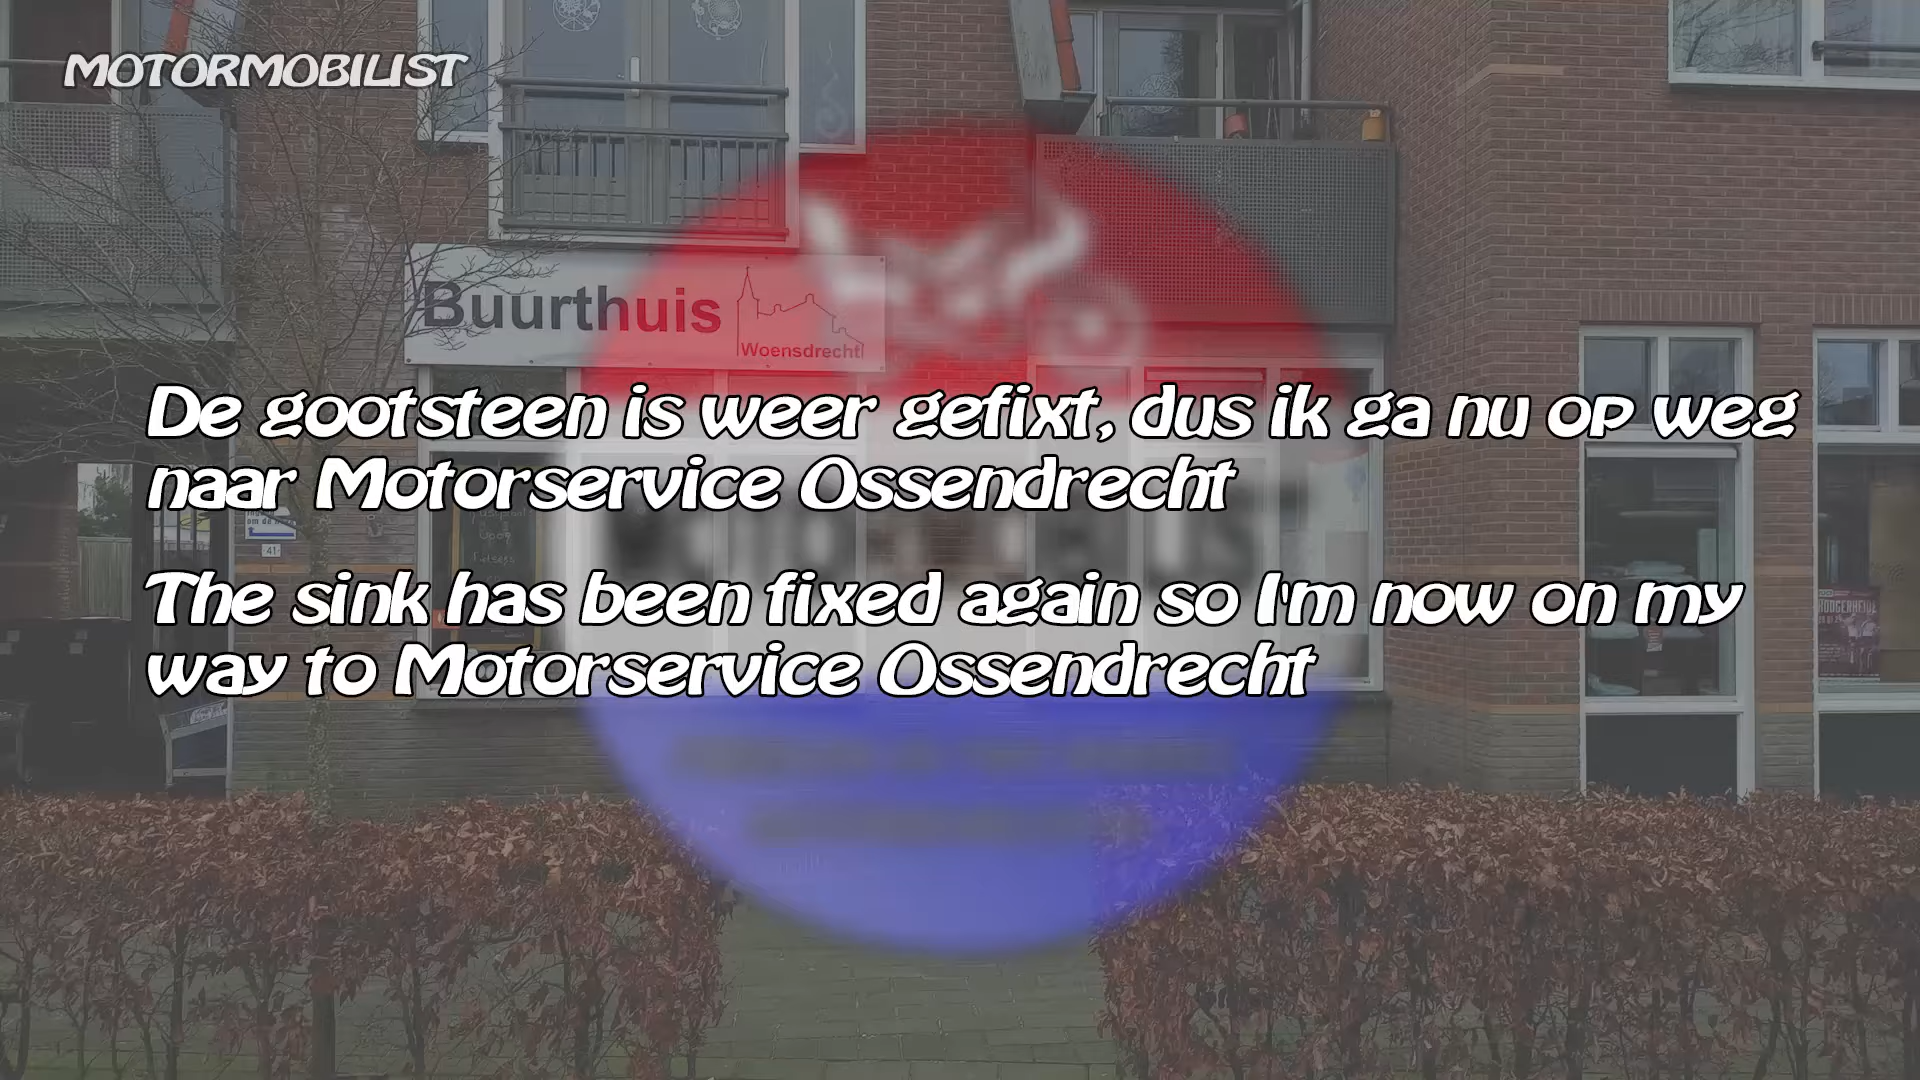 MOTORMOBILIST
Buurthuis
Woensdrecht
De gootsteen is weer gefixt, dus ik ga nu op weg
naar Motorservice Ossendrecht
The sink has been fixed again so I'm now on my
way to Motorservice Ossendrecht
41